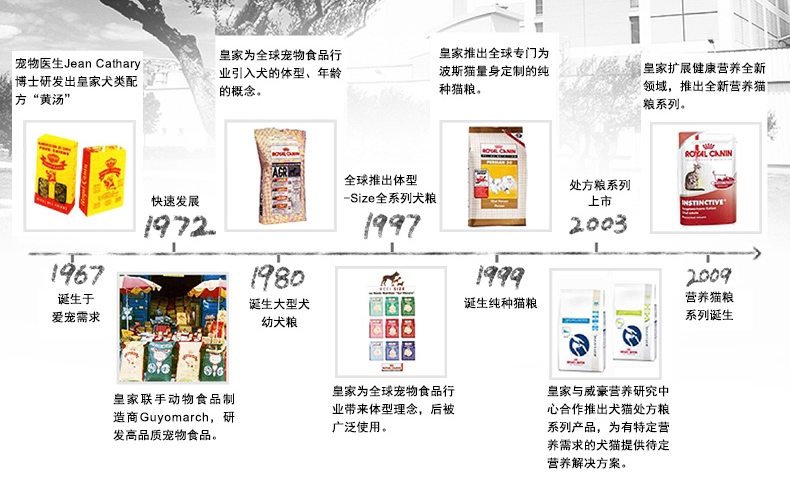 宠物医生Jean Cathary
博士研发出皇家犬类配
方“黄汤”
1967
诞生于
爱宠需求
快速发展
1972
皇家联手动物食品制
造商Guyomarch，研
发高品质宠物食品。
皇家为全球宠物食品行
业引入犬的体型、年龄
的概念。
ROYAL CANIN
AGR
1980
诞生大型犬
幼犬粮
全球推出体型
-Size全系列犬粮
1997
SIZE
皇家为全球宠物食品行
业带来体型理念，后被
广泛使用。
皇家推出全球专门为
波斯猫量身定制的纯
种猫粮。
ROYAL CANIN
PERSIAN 30
1999
诞生纯种猫粮
处方粮系列
上市
2003
皇家与威豪营养研究中
心合作推出犬猫处方粮
系列产品，为有特定营
养需求的犬猫提供待定
营养解决方案。
皇家扩展健康营养全新
领域，推出全新营养猫
粮系列。
ROYAL CANIN
INSTINCTIVE
2009
营养猫粮
系列诞生